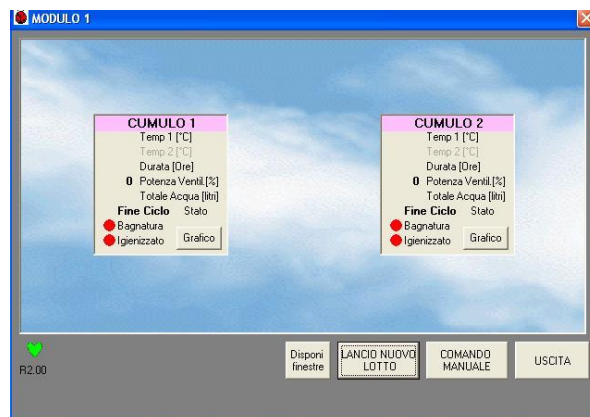 MODULO 1
CUMULO 1
Temp 1 [°C]
Temp 2 [°C]
Durata [Ore]
0 Potenza Ventil.[%]
Totale Acqua [litri]
Fine Ciclo Stato
Bagnatura
Igienizzato
Grafico
CUMULO 2
Temp 1 [°C]
Temp 2 [°C]
Durata [Ore]
0 Potenza Ventil.[%]
Totale Acqua [litri]
Fine Ciclo Stato
Bagnatura
Igienizzato
Grafico
R2.00
Disponi
finestre
LANCIO NUOVO
LOTTO
COMANDO
MANUALE
USCITA